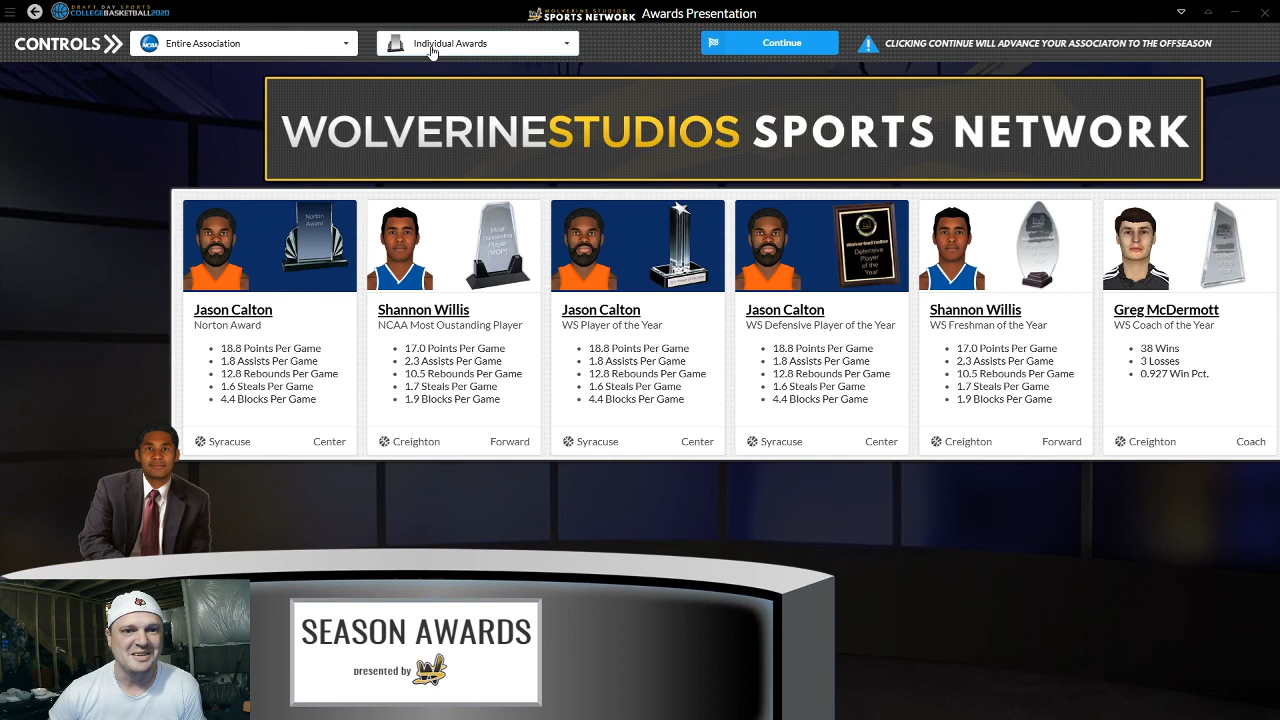 DRAFT DAY SPORTS
COLLEGEBASKETBALL2020
WOLVERINE STUDIOS
SPORTS NETWORK
Awards Presentation
CONTROLS
NCAA
Entire Association
Individual Awards
Continue
CLICKING CONTINUE WILL ADVANCE YOUR ASSOCIATON TO THE OFFSEASON
WOLVERINESTUDIOS SPORTS NETWORK
Norton
Award
Jason Calton
Norton Award
18.8 Points Per Game
1.8 Assists Per Game
12.8 Rebounds Per Game
1.6 Steals Per Game
4.4 Blocks Per Game
Syracuse
Center
Most
Outstanding
Player
(MOP)
Shannon Willis
NCAA Most Oustanding Player
17.0 Points Per Game
2.3 Assists Per Game
10.5 Rebounds Per Game
1.7 Steals Per Game
1.9 Blocks Per Game
Creighton
Forward
Jason Calton
WS Player of the Year
18.8 Points Per Game
1.8 Assists Per Game
12.8 Rebounds Per Game
1.6 Steals Per Game
4.4 Blocks Per Game
Syracuse
Center
WolverineStudios
Defensive
Player
of the
Year
Jason Calton
WS Defensive Player of the Year
18.8 Points Per Game
1.8 Assists Per Game
12.8 Rebounds Per Game
1.6 Steals Per Game
4.4 Blocks Per Game
Syracuse
Center
Shannon Willis
WS Freshman of the Year
17.0 Points Per Game
2.3 Assists Per Game
10.5 Rebounds Per Game
1.7 Steals Per Game
1.9 Blocks Per Game
Creighton
Forward
Greg McDermott
WS Coach of the Year
38 Wins
3 Losses
0.927 Win Pct.
Creighton
Coach
SEASON AWARDS
presented by